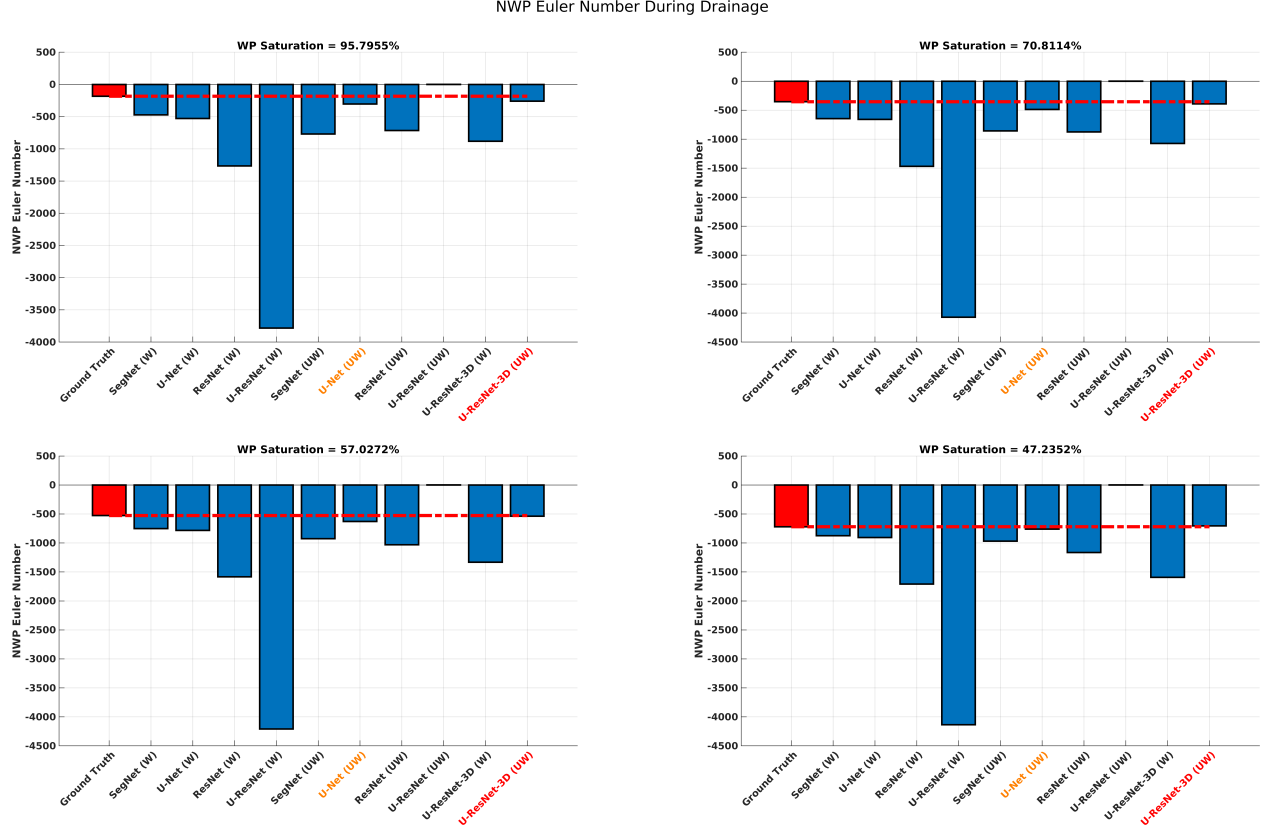 NWP Euler Number During Drainage
WP Saturation = 95.7955%
NWP Euler Number
500
0
-500
-1000
-1500
-2000
-2500
-3000
-3500
-4000
Ground Truth
SegNet (W)
U-Net (W)
ResNet (W)
U-ResNet (W)
SegNet (UW)
U-Net (UW)
ResNet (UW)
U-ResNet (UW)
U-ResNet-3D (W)
U-ResNet-3D (UW)
WP Saturation = 70.8114%
NWP Euler Number
500
0
-500
-1000
-1500
-2000
-2500
-3000
-3500
-4000
-4500
Ground Truth
SegNet (W)
U-Net (W)
ResNet (W)
U-ResNet (W)
SegNet (UW)
U-Net (UW)
ResNet (UW)
U-ResNet (UW)
U-ResNet-3D (W)
U-ResNet-3D (UW)
WP Saturation = 57.0272%
NWP Euler Number
500
0
-500
-1000
-1500
-2000
-2500
-3000
-3500
-4000
-4500
Ground Truth
SegNet (W)
U-Net (W)
ResNet (W)
U-ResNet (W)
SegNet (UW)
U-Net (UW)
ResNet (UW)
U-ResNet (UW)
U-ResNet-3D (W)
U-ResNet-3D (UW)
WP Saturation = 47.2352%
NWP Euler Number
500
0
-500
-1000
-1500
-2000
-2500
-3000
-3500
-4000
-4500
Ground Truth
SegNet (W)
U-Net (W)
ResNet (W)
U-ResNet (W)
SegNet (UW)
U-Net (UW)
ResNet (UW)
U-ResNet (UW)
U-ResNet-3D (W)
U-ResNet-3D (UW)